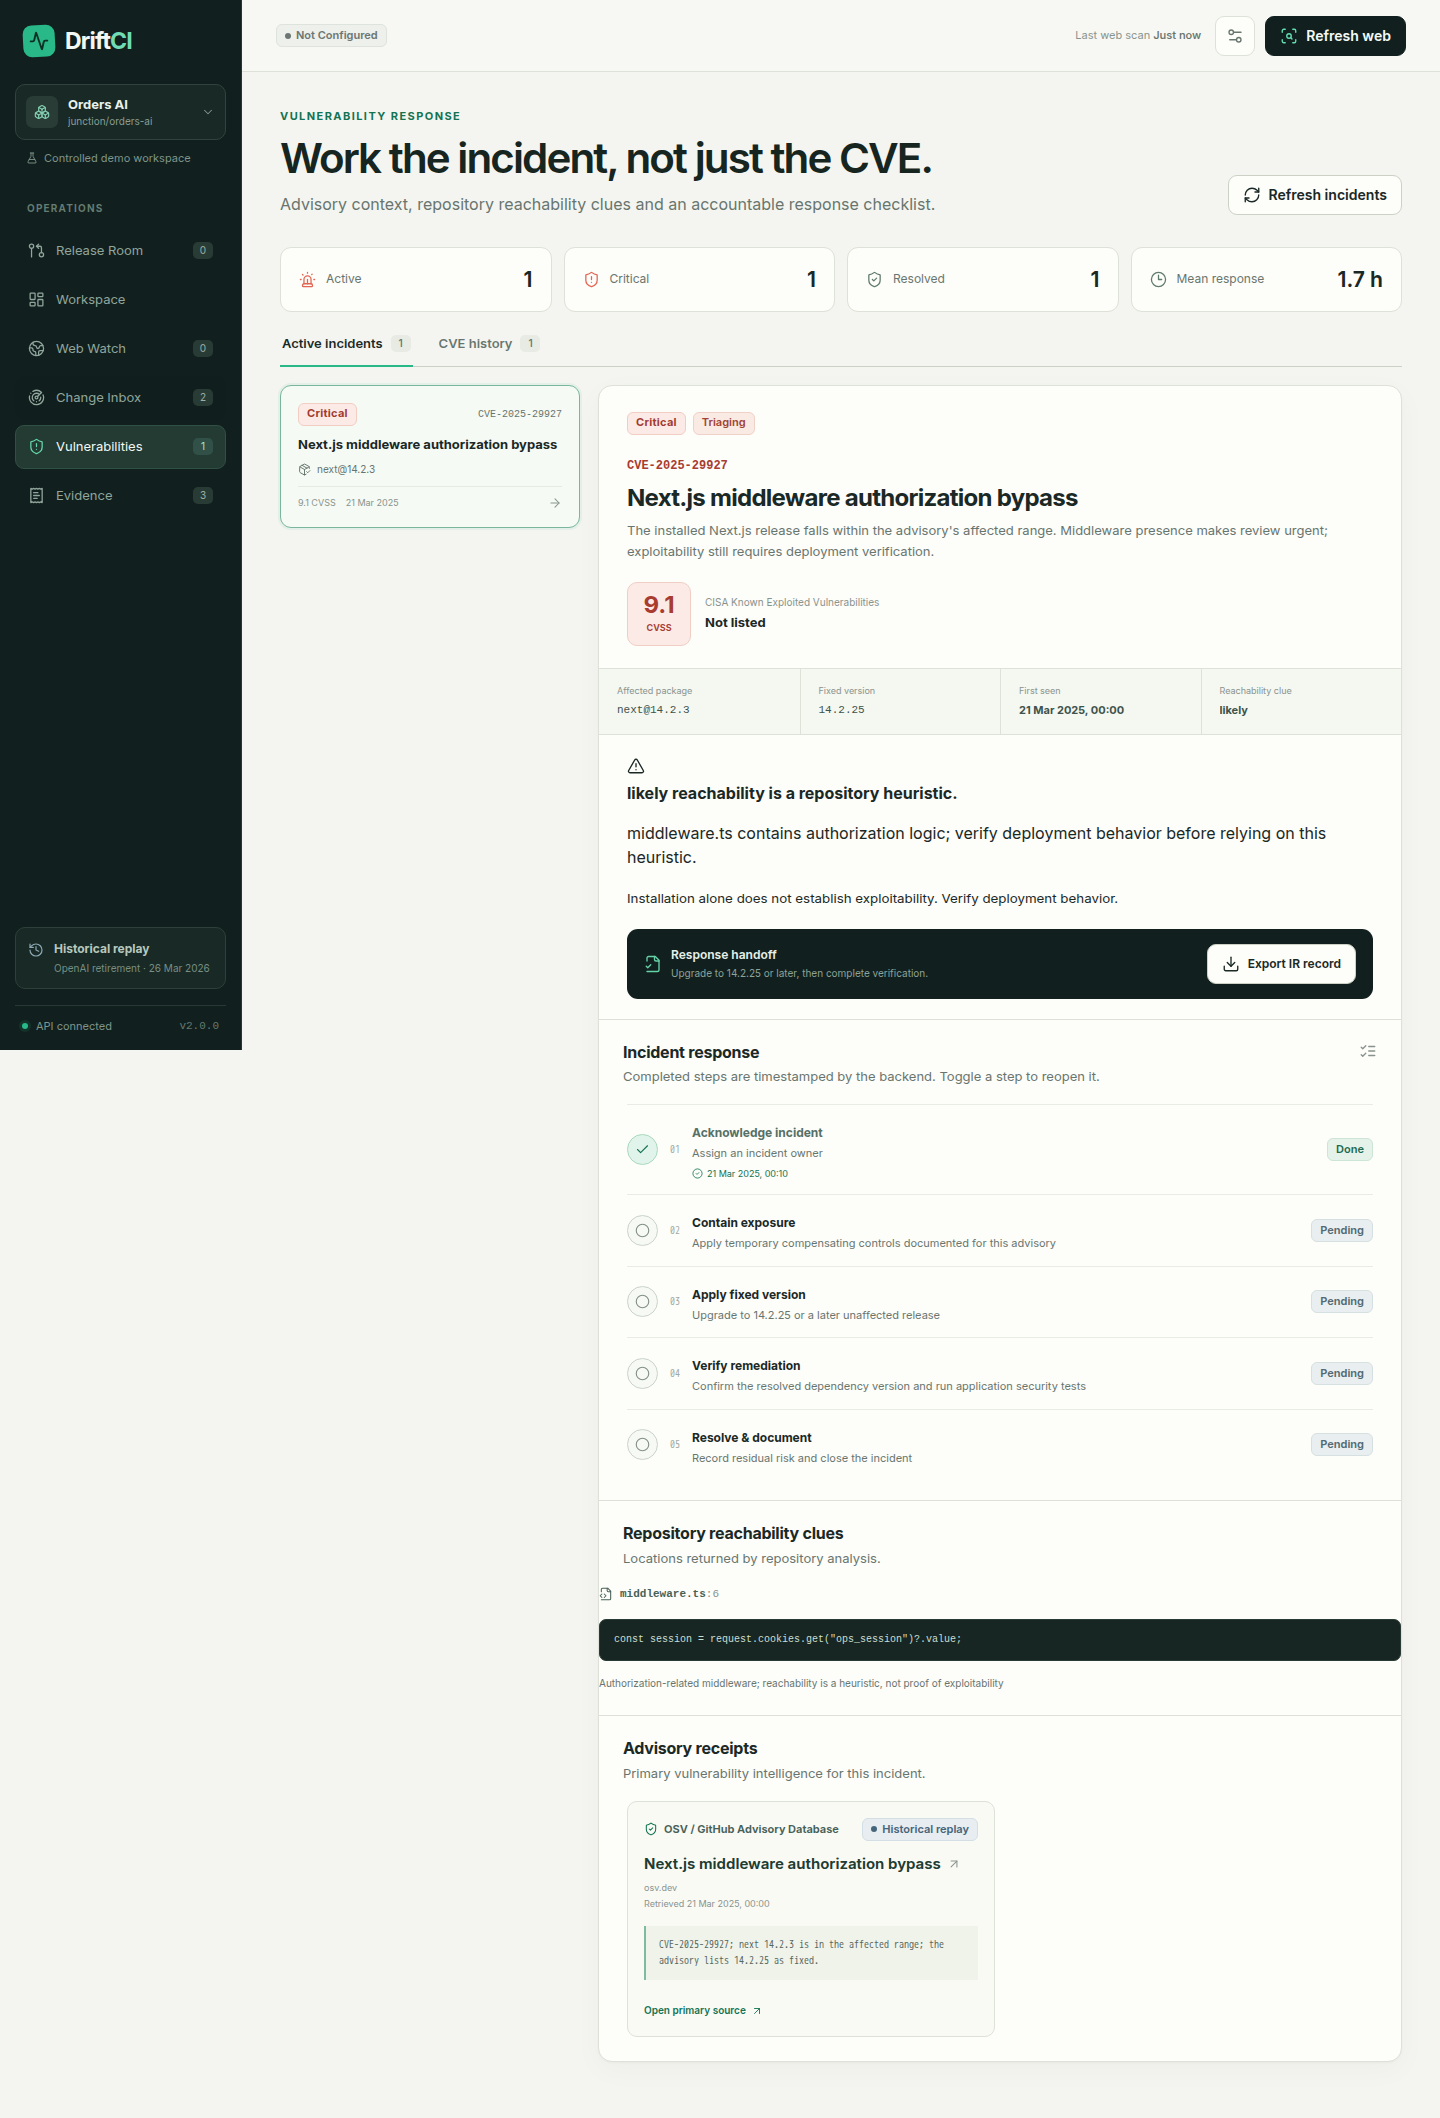 DriftCI
Orders AI
junction/orders-ai
Controlled demo workspace
OPERATIONS
Release Room 0
Workspace
Web Watch 0
Change Inbox 2
Vulnerabilities 1
Evidence 3
Historical replay
OpenAI retirement · 26 Mar 2026
API connected v2.0.0
Not Configured
Last web scan Just now
Refresh web
VULNERABILITY RESPONSE
Work the incident, not just the CVE.
Advisory context, repository reachability clues and an accountable response checklist.
Refresh incidents
Active 1
Critical 1
Resolved 1
Mean response 1.7 h
Active incidents 1
CVE history 1
Critical CVE-2025-29927
Next.js middleware authorization bypass
next@14.2.3
9.1 CVSS 21 Mar 2025
Critical Triaging
CVE-2025-29927
Next.js middleware authorization bypass
The installed Next.js release falls within the advisory's affected range. Middleware presence makes review urgent;
exploitability still requires deployment verification.
9.1
CVSS
CISA Known Exploited Vulnerabilities
Not listed
Affected package
next@14.2.3
Fixed version
14.2.25
First seen
21 Mar 2025, 00:00
Reachability clue
likely
likely reachability is a repository heuristic.
middleware.ts contains authorization logic; verify deployment behavior before relying on this
heuristic.
Installation alone does not establish exploitability. Verify deployment behavior.
Response handoff
Upgrade to 14.2.25 or later, then complete verification.
Export IR record
Incident response
Completed steps are timestamped by the backend. Toggle a step to reopen it.
01
Acknowledge incident
Assign an incident owner
21 Mar 2025, 00:10
Done
02
Contain exposure
Apply temporary compensating controls documented for this advisory
Pending
03
Apply fixed version
Upgrade to 14.2.25 or a later unaffected release
Pending
04
Verify remediation
Confirm the resolved dependency version and run application security tests
Pending
05
Resolve & document
Record residual risk and close the incident
Pending
Repository reachability clues
Locations returned by repository analysis.
middleware.ts:6
const session = request.cookies.get("ops_session")?.value;
Authorization-related middleware; reachability is a heuristic, not proof of exploitability
Advisory receipts
Primary vulnerability intelligence for this incident.
OSV / GitHub Advisory Database
Historical replay
Next.js middleware authorization bypass
osv.dev
Retrieved 21 Mar 2025, 00:00
CVE-2025-29927; next 14.2.3 is in the affected range; the
advisory lists 14.2.25 as fixed.
Open primary source